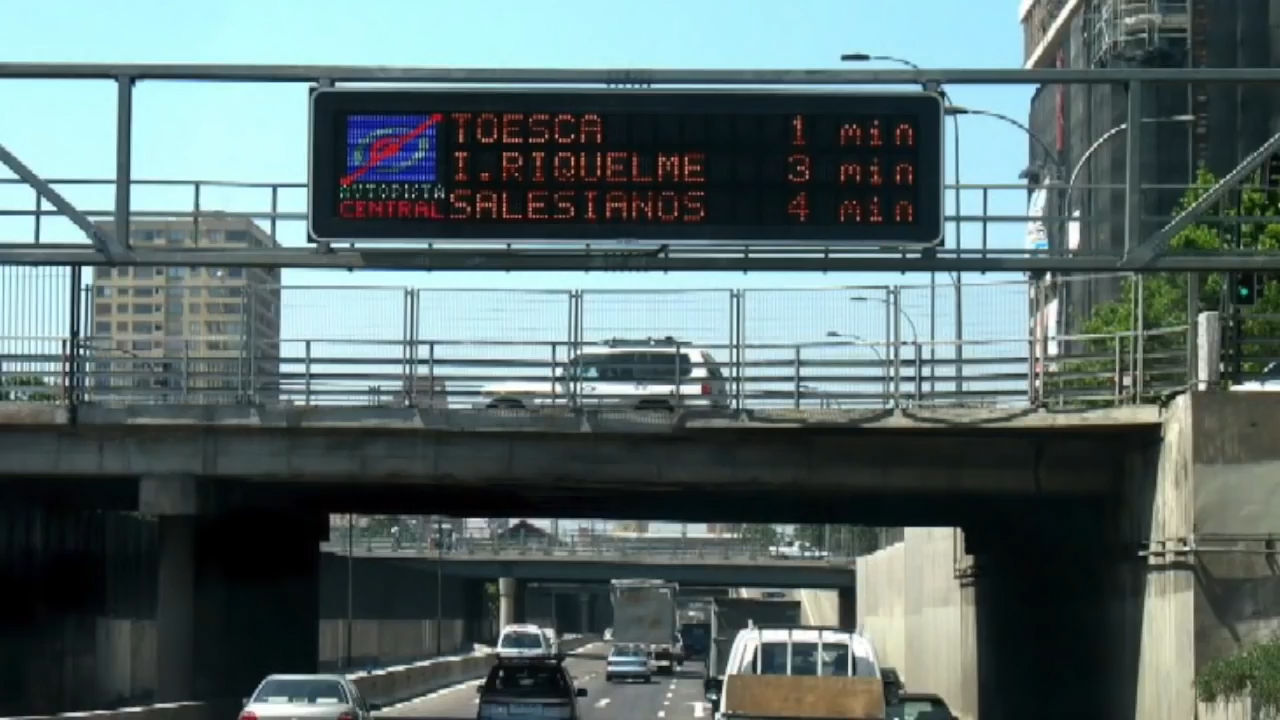 TOESCA 1 min
I.RIQUELME 3 min
SALESIANOS 4 min
AUTOPISTA
CENTRAL